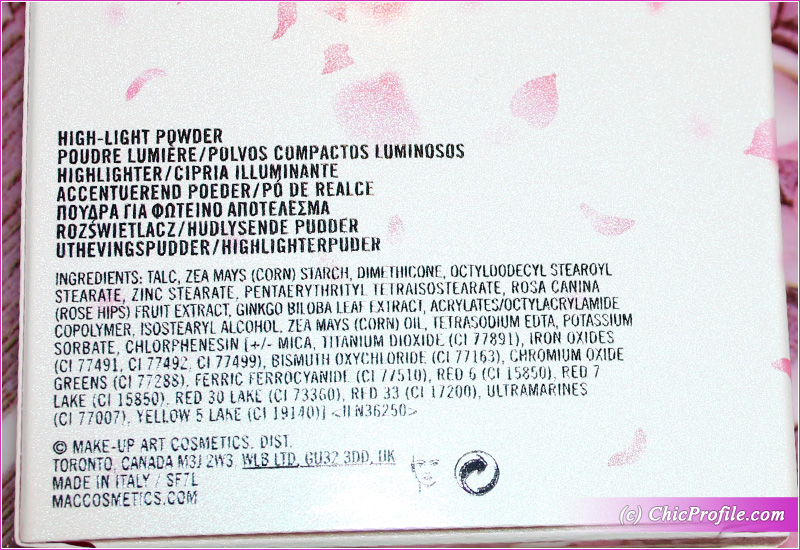 HIGH-LIGHT POWDER
POUDRE LUMIÈRE/POLVOS COMPACTOS LUMINOSOS
HIGHLIGHTER/CIPRIA ILLUMINANTE
ACCENTUEREND POEDER/PÓ DE REALCE
ΠΟΥΔΡΑ ΓΙΑ ΦΩΤΕΙΝΟ ΑΠΟΤΕΛΕΣΜΑ
ROZŚWIETLACZ/HUDLYSENDE PUDDER
UTHEVINGSPUDDER/HIGHLIGHTERPUDER
INGREDIENTS: TALC, ZEA MAYS (CORN) STARCH, DIMETHICONE, OCTYLDODECYL STEAROYL
STEARATE, ZINC STEARATE, PENTAERYTHRITYL TETRAISOSTEARATE, ROSA CANINA
(ROSE HIPS) FRUIT EXTRACT, GINKGO BILOBA LEAF EXTRACT, ACRYLATES/OCTYLACRYLAMIDE
COPOLYMER, ISOSTEARYL ALCOHOL, ZEA MAYS (CORN) OIL, TETRASODIUM EDTA, POTASSIUM
SORBATE, CHLORPHENESIN [+/- MICA, TITANIUM DIOXIDE (CI 77891), IRON OXIDES
(CI 77491, CI 77492, CI 77499), BISMUTH OXYCHLORIDE (CI 77163), CHROMIUM OXIDE
GREENS (CI 77288), FERRIC FERROCYANIDE (CI 77510), RED 6 (CI 15850), RED 7
LAKE (CI 15850), RED 30 LAKE (CI 73360), RED 33 (CI 17200), ULTRAMARINES
(CI 77007), YELLOW 5 LAKE (CI 19140)] <ILN36250>
© MAKE-UP ART COSMETICS, DIST.
TORONTO, CANADA M3J 2W3, WLB LTD, GU32 3DD, UK
MADE IN ITALY / SF7L
MACCOSMETICS.COM
(c) ChicProfile.com